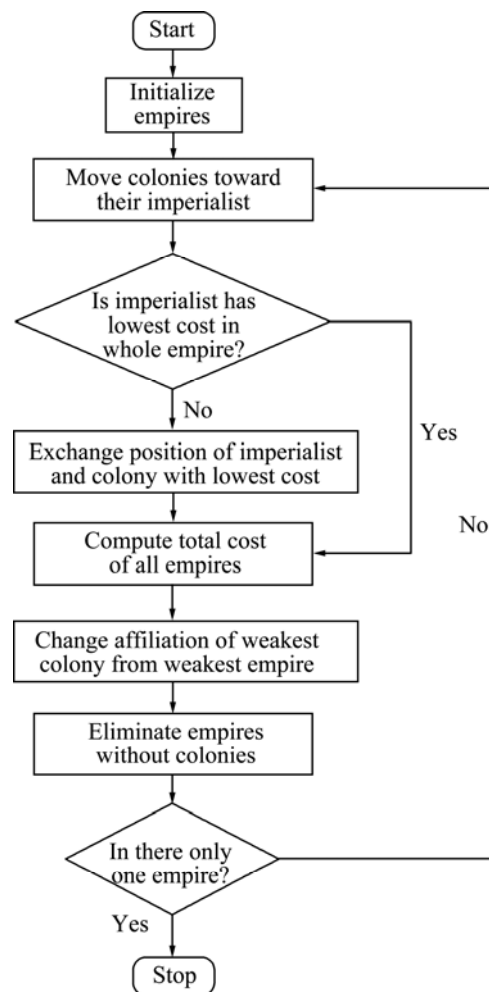 Start
Initialize
empires
Move colonies toward
their imperialist
Is imperialist has
lowest cost in
whole empire?
No
Yes
Exchange position of imperialist
and colony with lowest cost
No
Compute total cost
of all empires
Change affiliation of weakest
colony from weakest empire
Eliminate empires
without colonies
In there only
one empire?
Yes
Stop